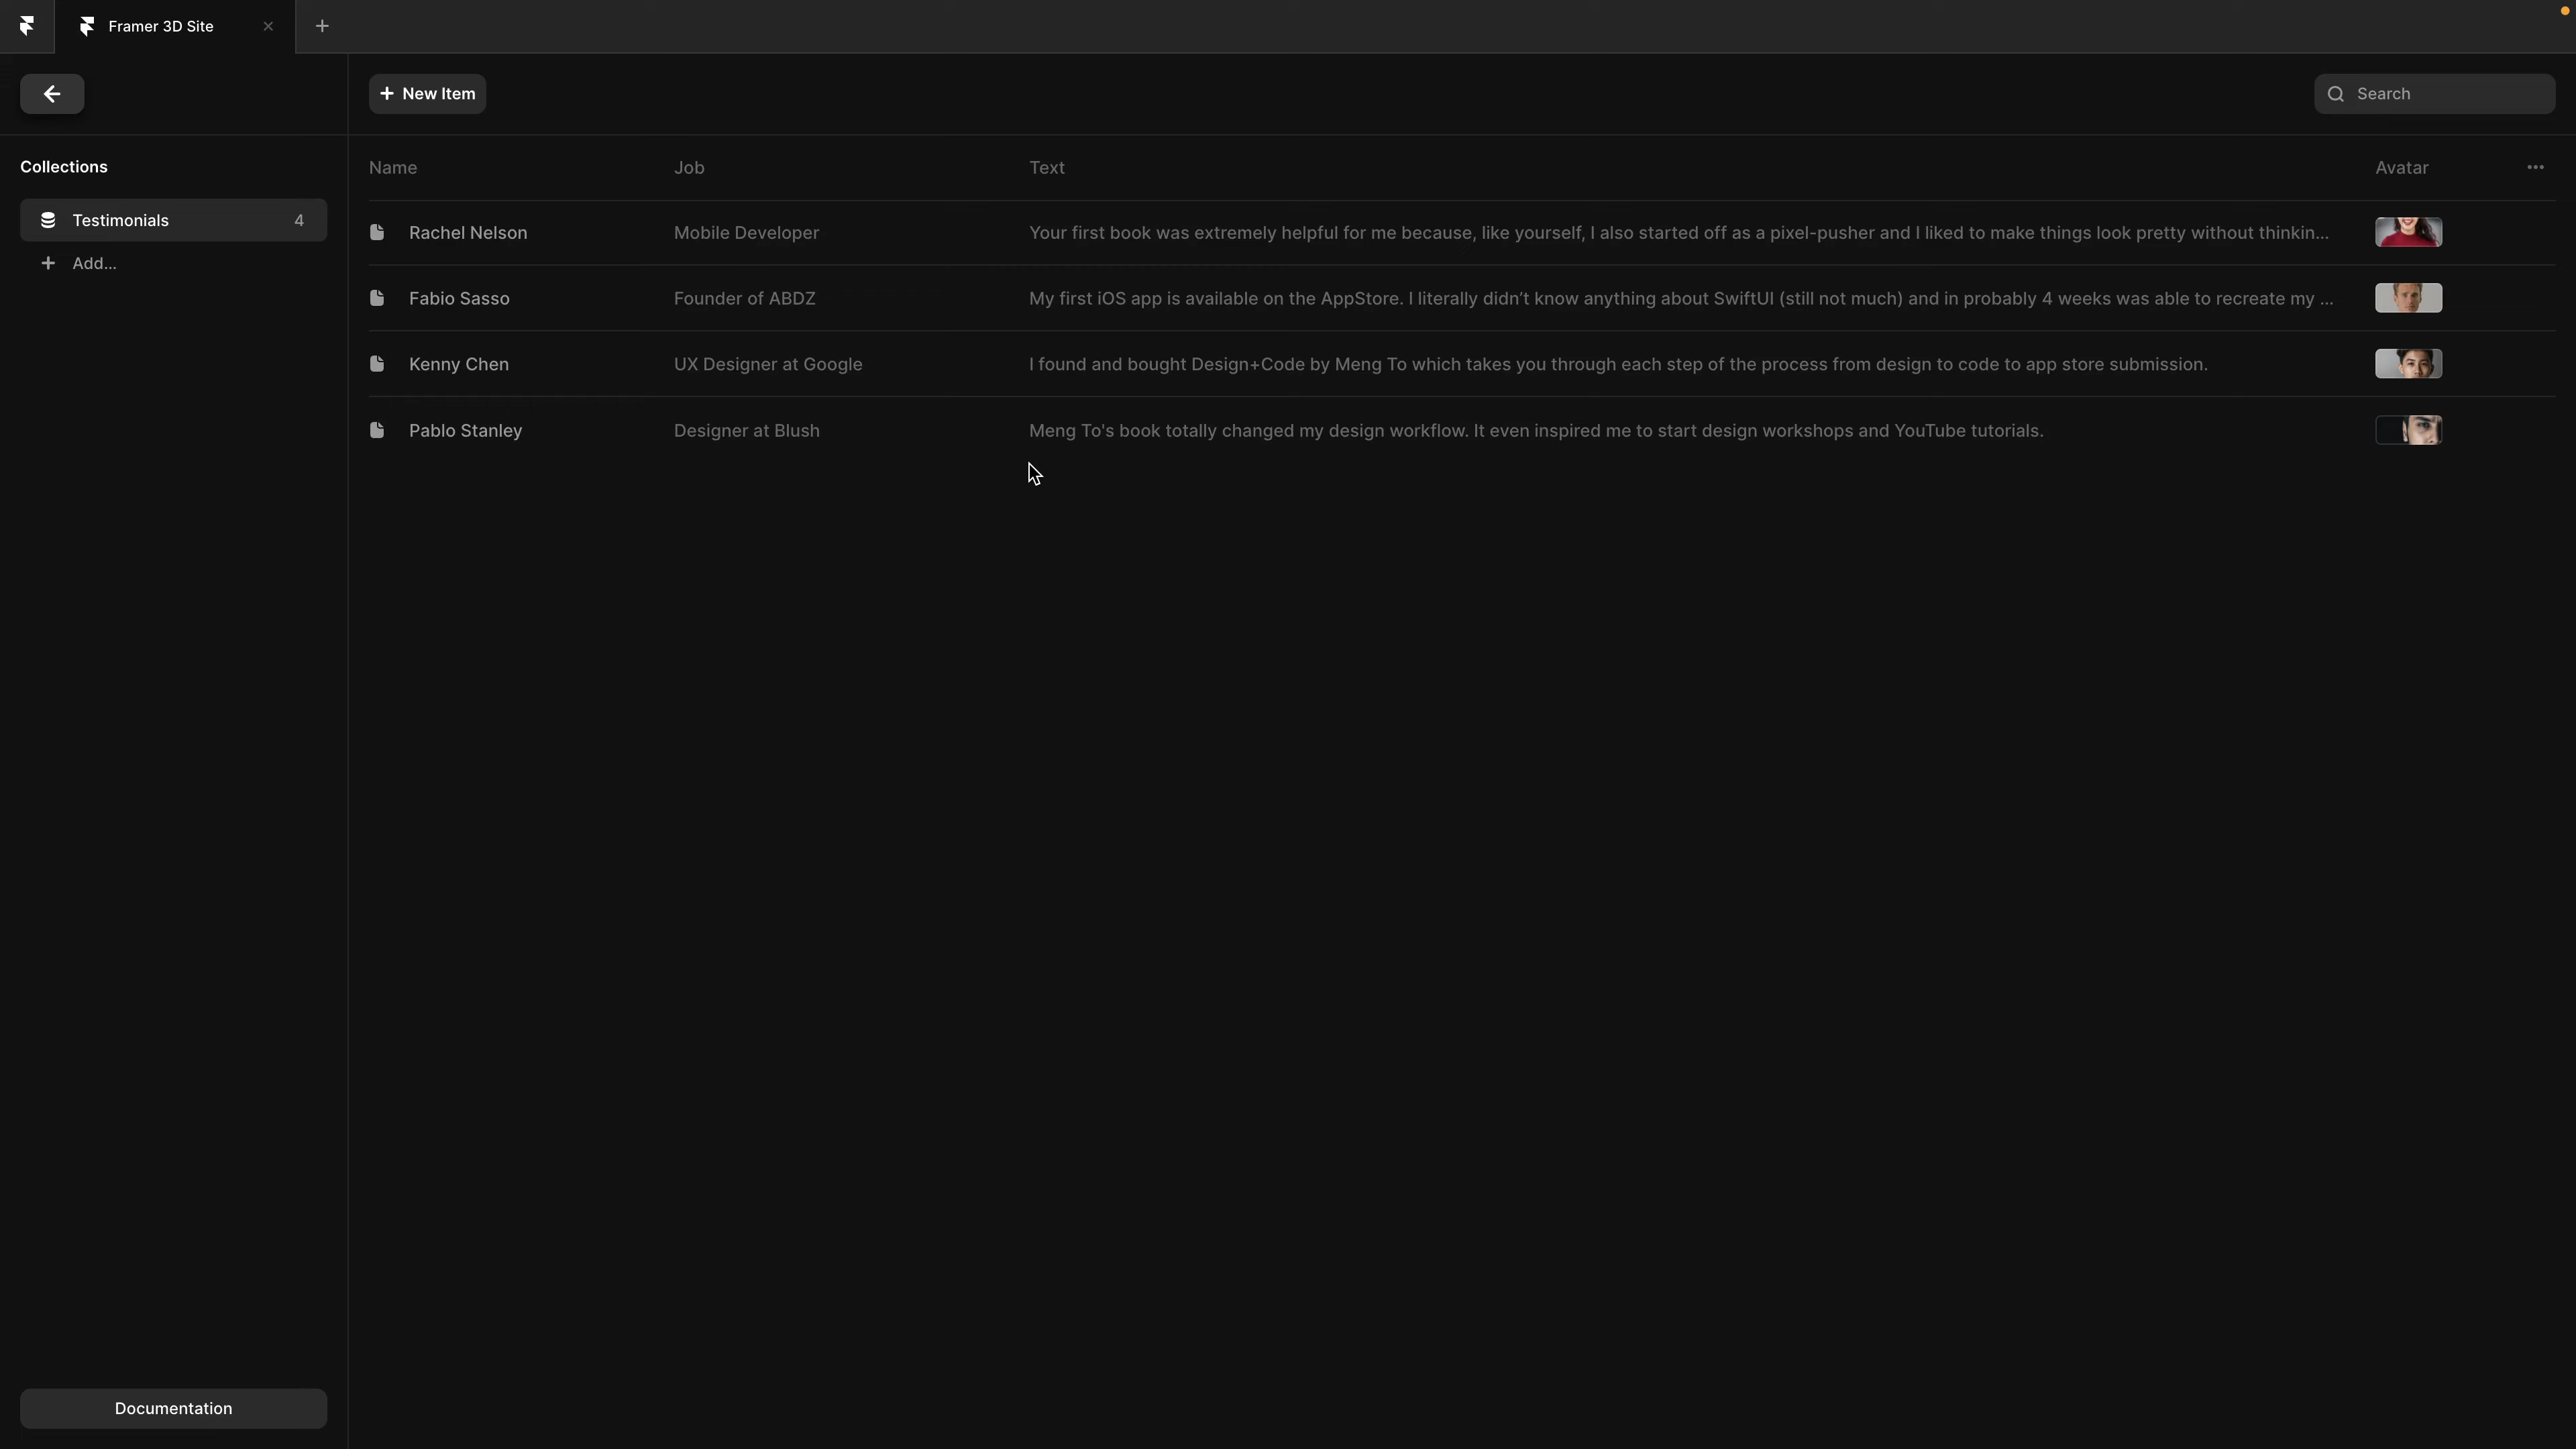 Framer 3D Site
New Item
Search
Collections
Testimonials 4
Add...
Name Job Text Avatar
Rachel Nelson Mobile Developer Your first book was extremely helpful for me because, like yourself, I also started off as a pixel-pusher and I liked to make things look pretty without thinkin...
Fabio Sasso Founder of ABDZ My first iOS app is available on the AppStore. I literally didn’t know anything about SwiftUI (still not much) and in probably 4 weeks was able to recreate my ...
Kenny Chen UX Designer at Google I found and bought Design+Code by Meng To which takes you through each step of the process from design to code to app store submission.
Pablo Stanley Designer at Blush Meng To's book totally changed my design workflow. It even inspired me to start design workshops and YouTube tutorials.
Documentation